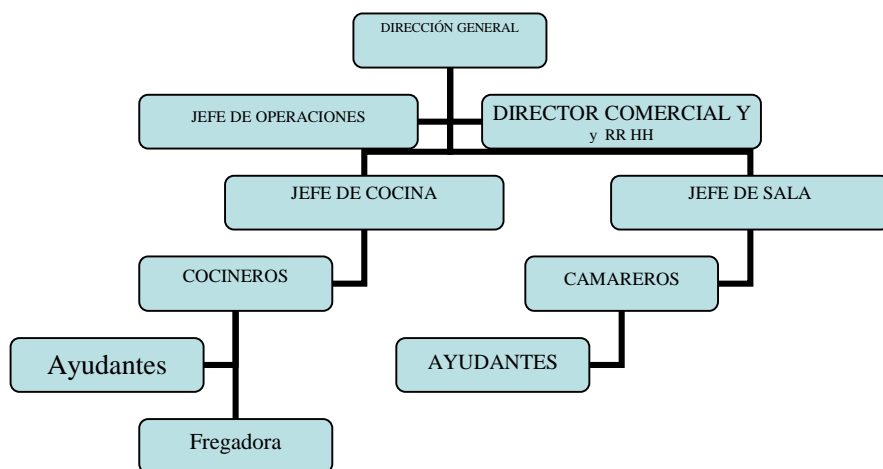 DIRECCIÓN GENERAL
JEFE DE OPERACIONES
DIRECTOR COMERCIAL Y
y RR HH
JEFE DE COCINA
JEFE DE SALA
COCINEROS
CAMAREROS
Ayudantes
AYUDANTES
Fregadora